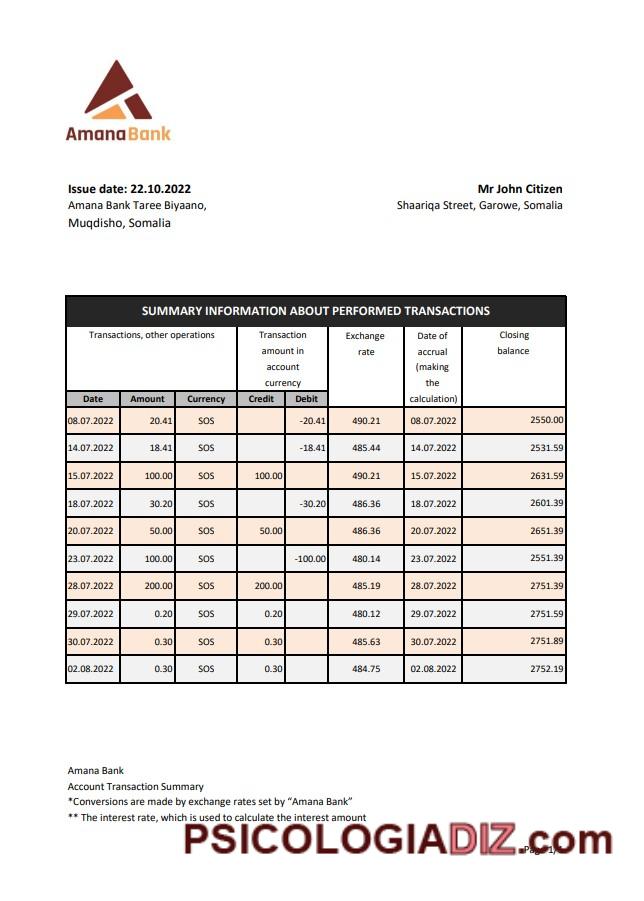 AmanaBank
Issue date: 22.10.2022
Amana Bank Taree Biyaano,
Muqdisho, Somalia
Mr John Citizen
Shaariqa Street, Garowe, Somalia
SUMMARY INFORMATION ABOUT PERFORMED TRANSACTIONS
Transactions, other operations
Transaction
amount in
account
currency
Exchange
rate
Date of
accrual
(making
the
calculation)
Closing
balance
Date Amount Currency Credit Debit
08.07.2022 20.41 SOS -20.41 490.21 08.07.2022 2550.00
14.07.2022 18.41 SOS -18.41 485.44 14.07.2022 2531.59
15.07.2022 100.00 SOS 100.00 490.21 15.07.2022 2631.59
18.07.2022 30.20 SOS -30.20 486.36 18.07.2022 2601.39
20.07.2022 50.00 SOS 50.00 486.36 20.07.2022 2651.39
23.07.2022 100.00 SOS -100.00 480.14 23.07.2022 2551.39
28.07.2022 200.00 SOS 200.00 485.19 28.07.2022 2751.39
29.07.2022 0.20 SOS 0.20 480.12 29.07.2022 2751.59
30.07.2022 0.30 SOS 0.30 485.63 30.07.2022 2751.89
02.08.2022 0.30 SOS 0.30 484.75 02.08.2022 2752.19
Amana Bank
Account Transaction Summary
*Conversions are made by exchange rates set by “Amana Bank”
** The interest rate, which is used to calculate the interest amount
PSICOLOGIADIZ.com